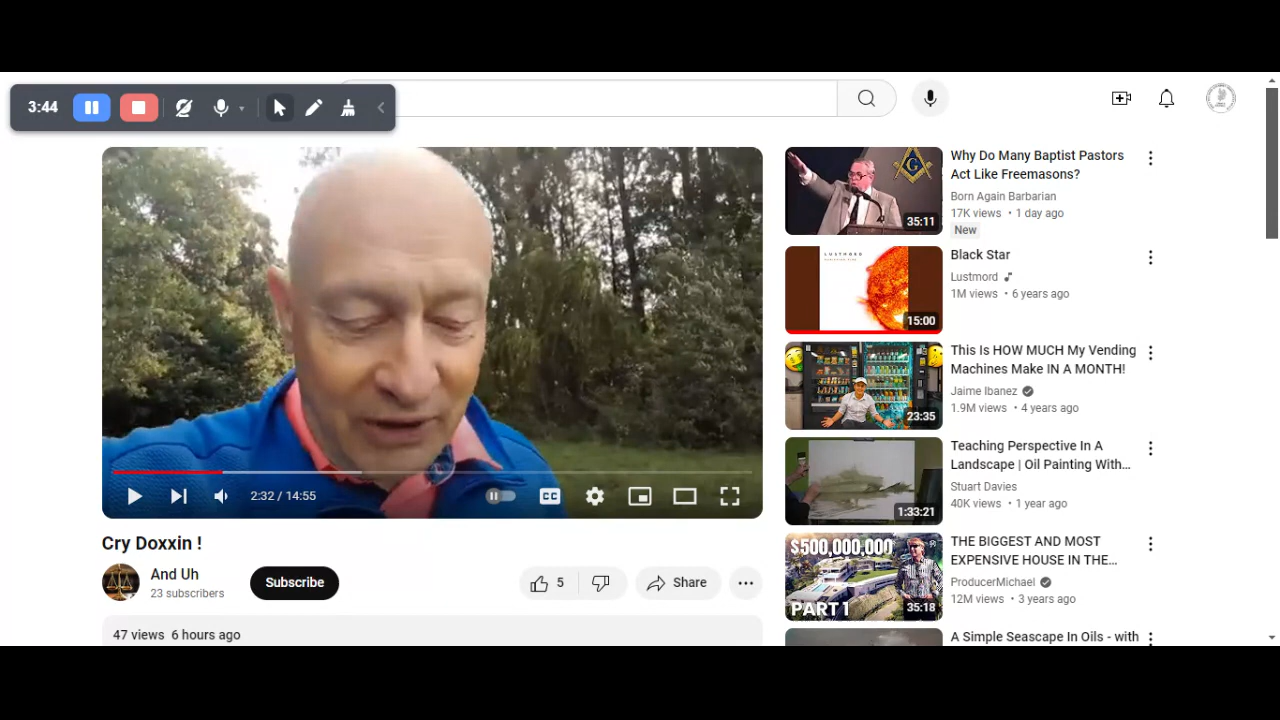 3:44
Why Do Many Baptist Pastors
Act Like Freemasons?
Born Again Barbarian
17K views • 1 day ago
New
G
35:11
Black Star
Lustmord
1M views • 6 years ago
LUSTMORD
15:00
This Is HOW MUCH My Vending
Machines Make IN A MONTH!
Jaime Ibanez
1.9M views • 4 years ago
23:35
Teaching Perspective In A
Landscape | Oil Painting With...
Stuart Davies
40K views • 1 year ago
1:33:21
THE BIGGEST AND MOST
EXPENSIVE HOUSE IN THE...
ProducerMichael
12M views • 3 years ago
$500,000,000
PART 1
35:18
A Simple Seascape In Oils - with
2:32 / 14:55
CC
Cry Doxxin !
And Uh
23 subscribers
Subscribe
5
Share
47 views 6 hours ago